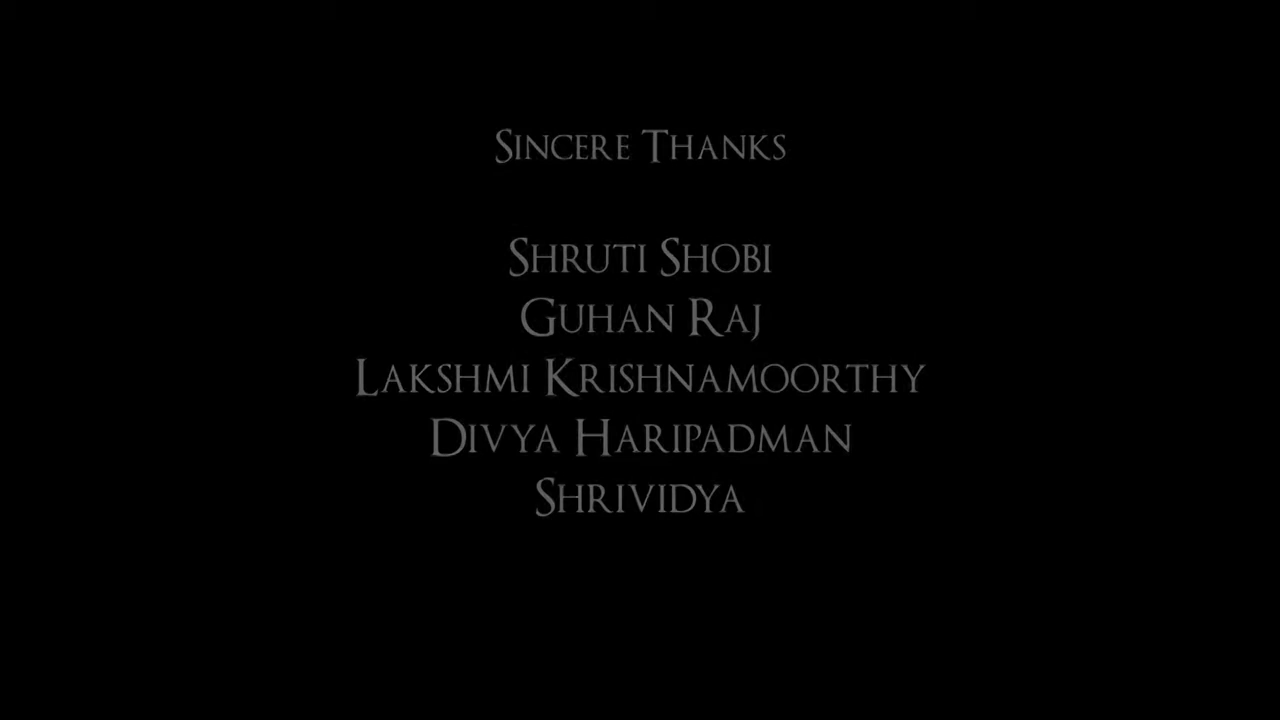 Sincere Thanks
Shruti Shobi
Guhan Raj
Lakshmi Krishnamoorthy
Divya Haripadman
Shrividya